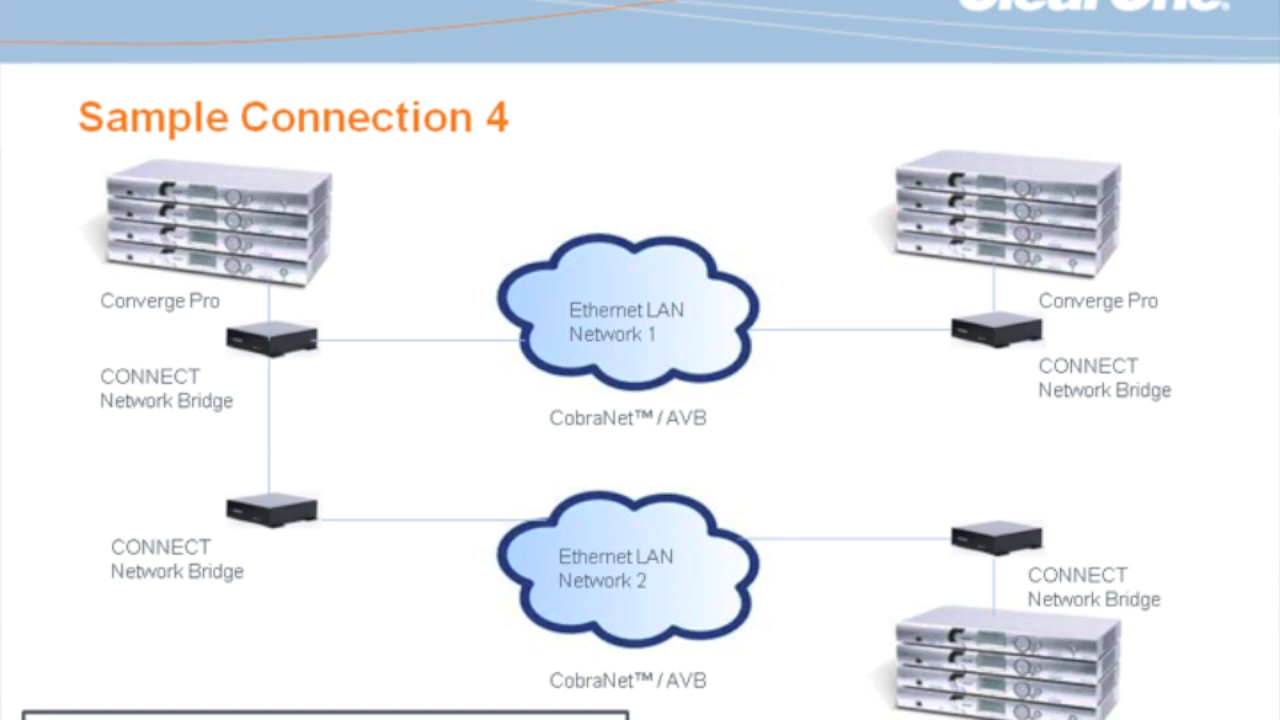 ClearOne.
Sample Connection 4
Converge Pro
CONNECT
Network Bridge
Ethernet LAN
Network 1
CobraNet™ / AVB
Converge Pro
CONNECT
Network Bridge
CONNECT
Network Bridge
Ethernet LAN
Network 2
CobraNet™ / AVB
CONNECT
Network Bridge